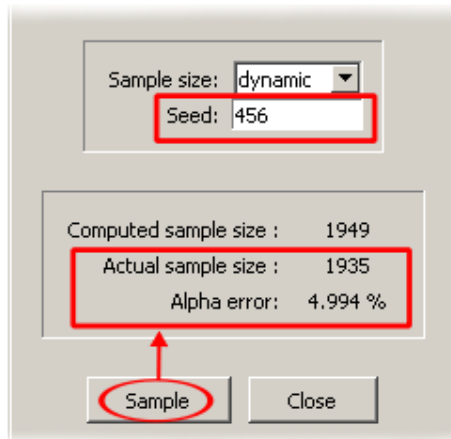 Sample size: dynamic
Seed: 456
Computed sample size : 1949
Actual sample size : 1935
Alpha error: 4.994 %
Sample Close